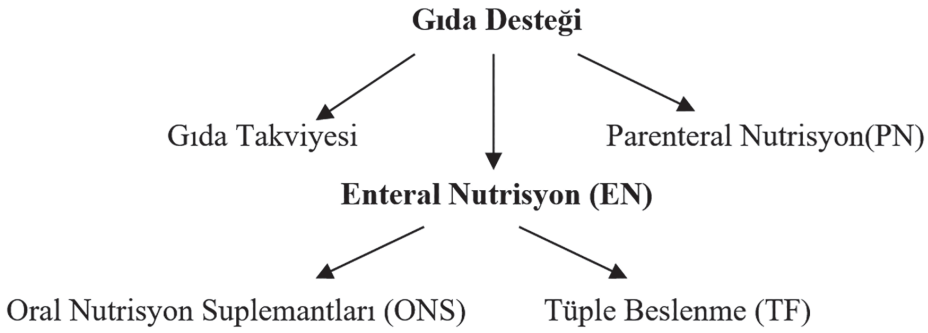 Gıda Desteği
Gıda Takviyesi
Parenteral Nutrisyon(PN)
Enteral Nutrisyon (EN)
Oral Nutrisyon Suplemantları (ONS)
Tüple Beslenme (TF)